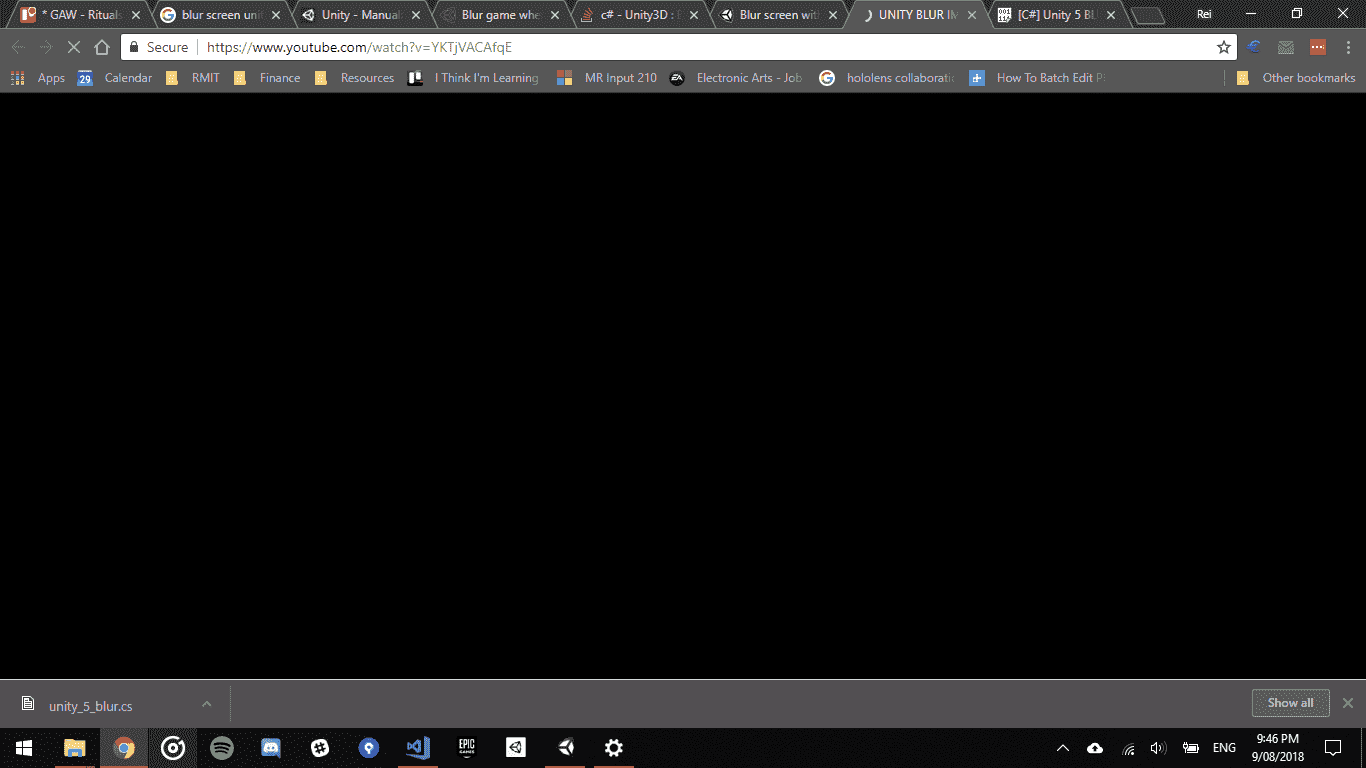 * GAW - Rituals blur screen uni Unity - Manual Blur game whe c# - Unity3D : Blur screen with UNITY BLUR IM [C#] Unity 5 BL Rei
Secure https://www.youtube.com/watch?v=YKTjVACAfqE
Apps 29 Calendar RMIT Finance Resources I Think I'm Learning MR Input 210 EA Electronic Arts - Job hololens collaborati How To Batch Edit P Other bookmarks
unity_5_blur.cs Show all
EPIC GAMES ENG 9:46 PM
9/08/2018